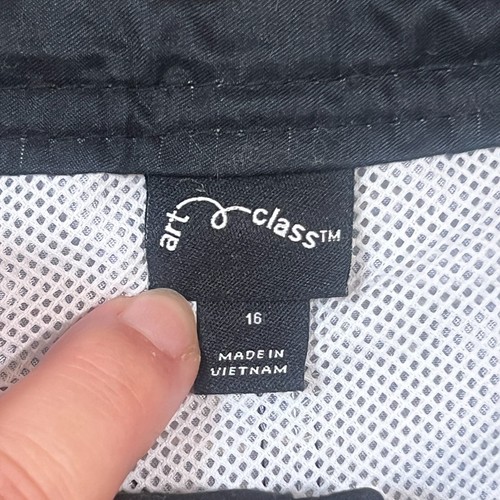 art class™
16
MADE IN
VIETNAM